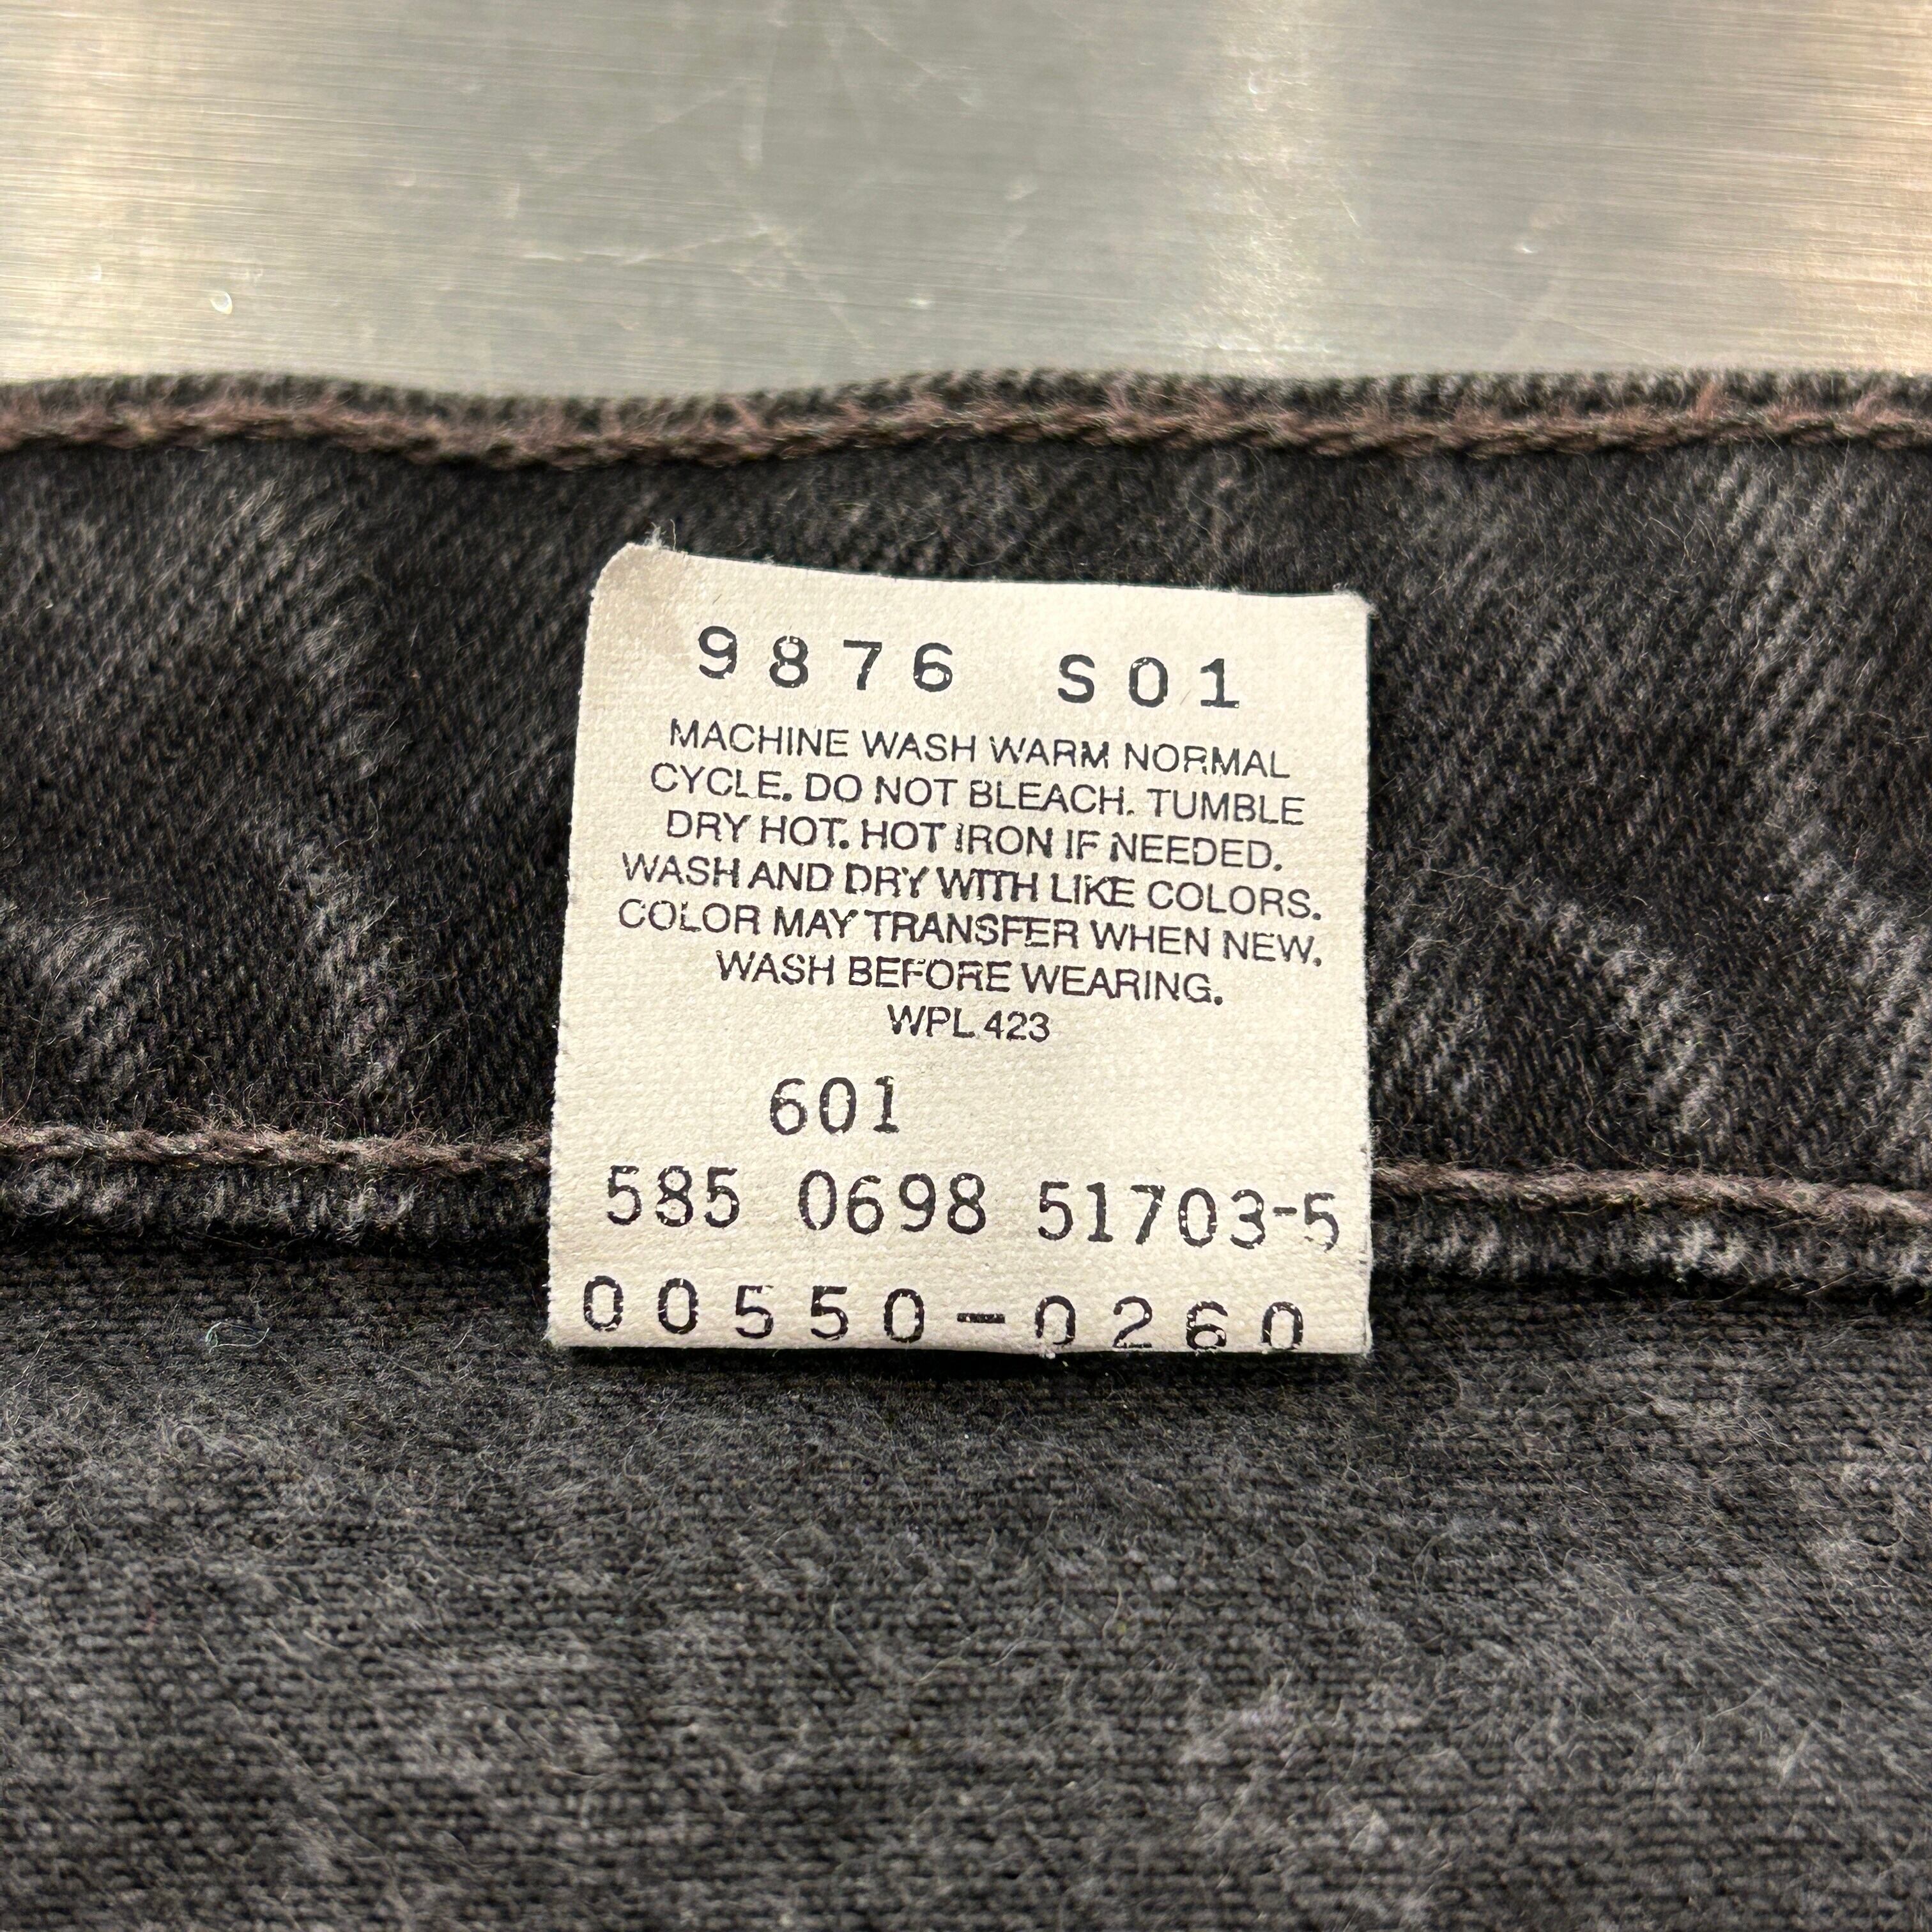 9876 S01
MACHINE WASH WARM NORMAL
CYCLE. DO NOT BLEACH. TUMBLE
DRY HOT. HOT IRON IF NEEDED.
WASH AND DRY WITH LIKE COLORS.
COLOR MAY TRANSFER WHEN NEW.
WASH BEFORE WEARING.
WPL 423
601
585 0698 51703-5
00550-0260